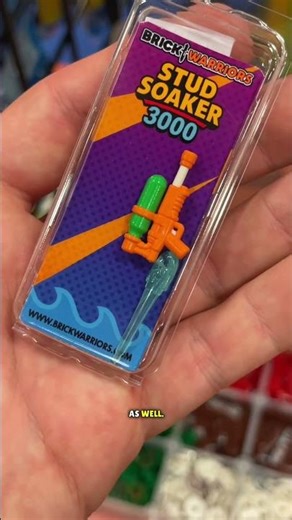 BRICK WARRIORS
STUD
SOAKER
3000
WWW.BRICKWARRIORS.COM
AS WELL.